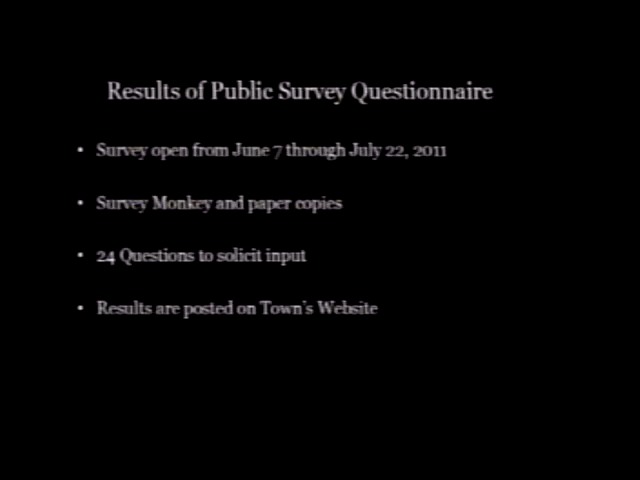 Results of Public Survey Questionnaire
• Survey open from June 7 through July 22, 2011
• Survey Monkey and paper copies
• 24 Questions to solicit input
• Results are posted on Town's Website